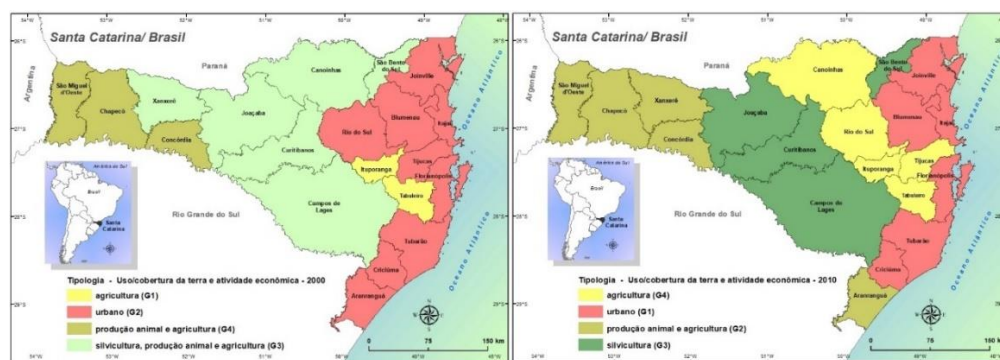 Santa Catarina/ Brasil
Paraná
Argentina
São Miguel
d'Oeste
Chapecó
Xanxerê
Concórdia
Joaçaba
Canoinhas
São Bento
do Sul
Joinville
Curitibanos
Rio do Sul
Blumenau
Itajaí
Ituporanga
Tijucas
Florianópolis
Tabuleiro
Campos de
Lages
Tubarão
Criciúma
Araranguá
Rio Grande do Sul
Oceano Atlântico
América do Sul
Brasil
Santa
Catarina
Tipologia - Uso/cobertura da terra e atividade econômica - 2000
agricultura (G1)
urbano (G2)
produção animal e agricultura (G4)
silvicultura, produção animal e agricultura (G3)
N
0 75 150 km
Santa Catarina/ Brasil
Paraná
Argentina
São Miguel
d'Oeste
Chapecó
Xanxerê
Concórdia
Joaçaba
Canoinhas
São Bento
do Sul
Joinville
Curitibanos
Rio do Sul
Blumenau
Itajaí
Ituporanga
Tijucas
Florianópolis
Tabuleiro
Campos de
Lages
Tubarão
Criciúma
Araranguá
Rio Grande do Sul
Oceano Atlântico
América do Sul
Brasil
Santa
Catarina
Tipologia - Uso/cobertura da terra e atividade econômica - 2010
agricultura (G4)
urbano (G1)
produção animal e agricultura (G2)
silvicultura (G3)
N
0 75 150 km